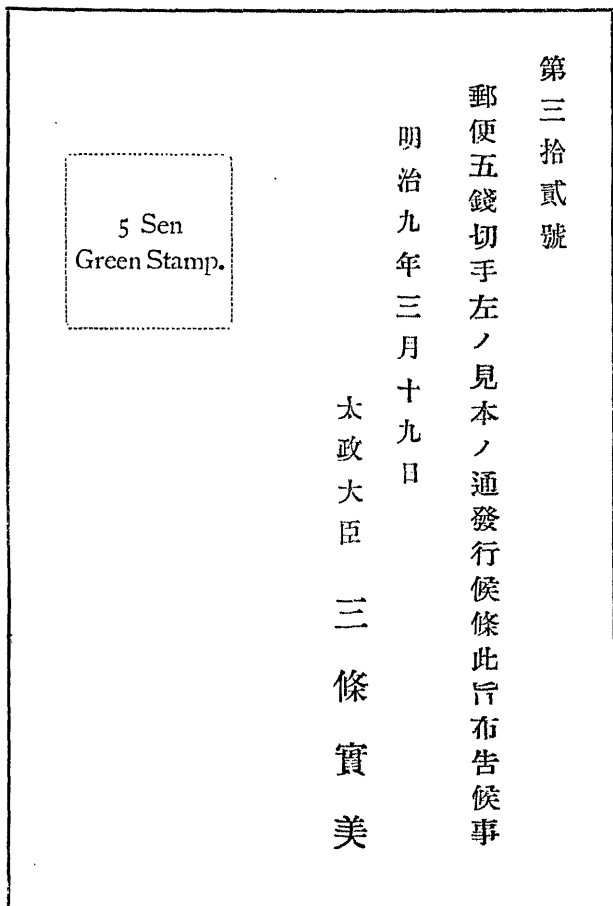 第三拾貳號
郵便五錢切手左ノ見本ノ通發行候條此旨布告候事
明治九年三月十九日
太政大臣 三條實美
5 Sen
Green Stamp.